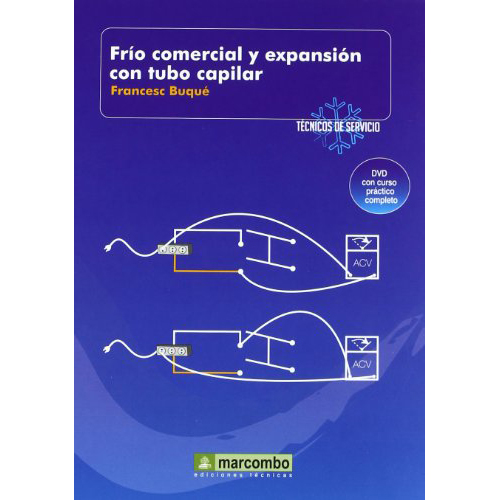 Frío comercial y expansión
con tubo capilar
Francesc Buqué
TÉCNICOS DE SERVICIO
DVD
con curso
práctico
completo
ACV
ACV
marcombo
ediciones técnicas